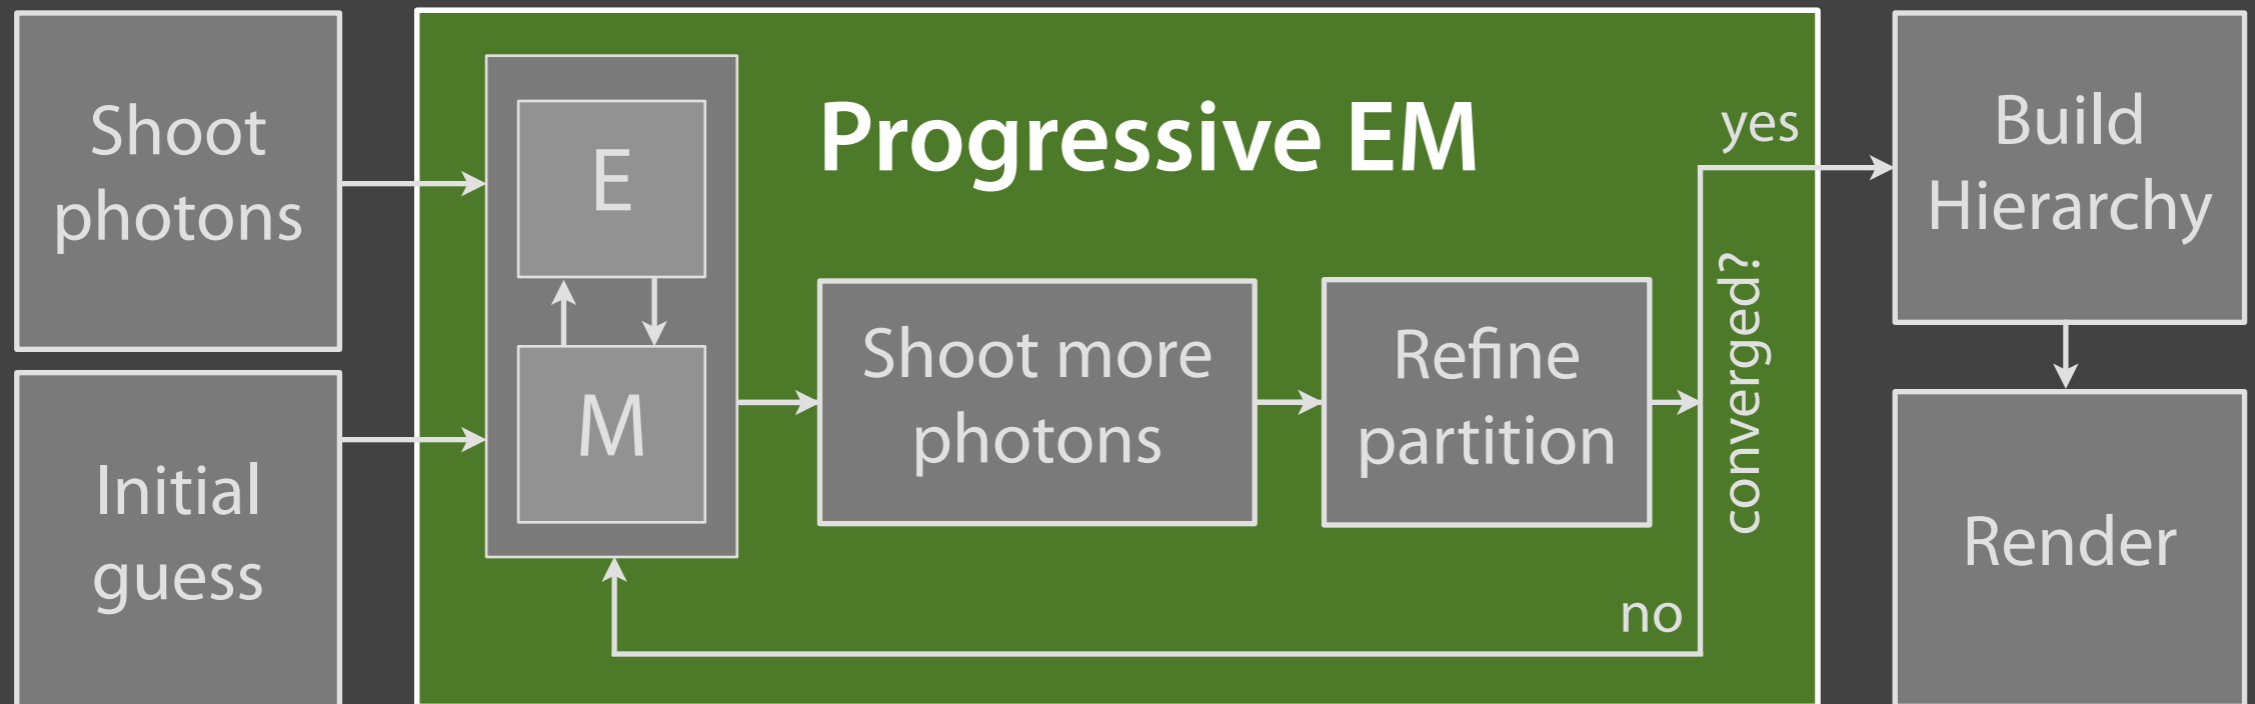 Shoot
photons
Initial
guess
E
M
Progressive EM
Shoot more
photons
Refine
partition
yes
converged?
no
Build
Hierarchy
Render